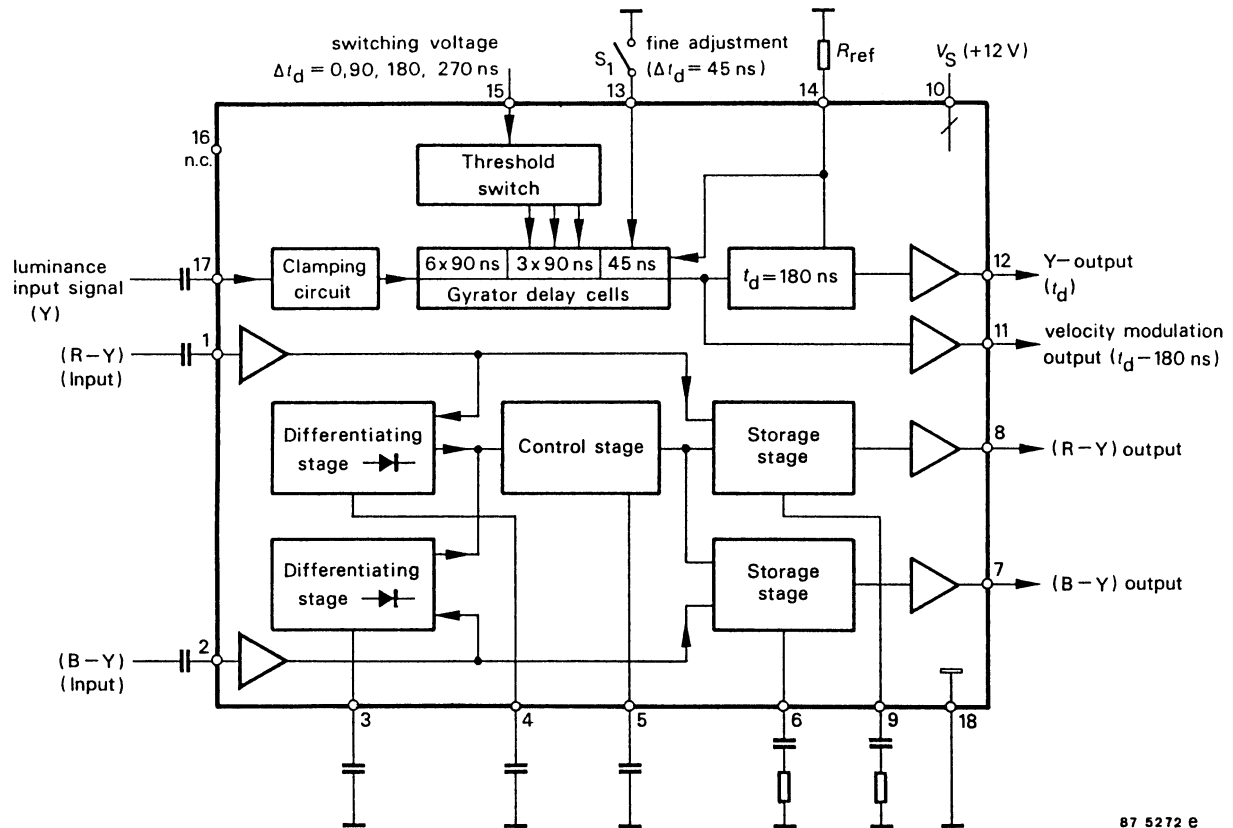 switching voltage
Δtd = 0,90, 180, 270 ns
S1
fine adjustment
(Δtd = 45 ns)
Rref
VS (+12 V)
15
13
14
10
16
n.c.
Threshold
switch
luminance
input signal
(Y)
17
Clamping
circuit
6 x 90 ns
3 x 90 ns
45 ns
Gyrator delay cells
td = 180 ns
12
Y-output
(td)
11
velocity modulation
output (td – 180 ns)
(R – Y)
(Input)
1
Differentiating
stage
Control stage
Storage
stage
8
(R – Y) output
Differentiating
stage
Storage
stage
7
(B – Y) output
(B – Y)
(Input)
2
3
4
5
6
9
18
87 5272 e